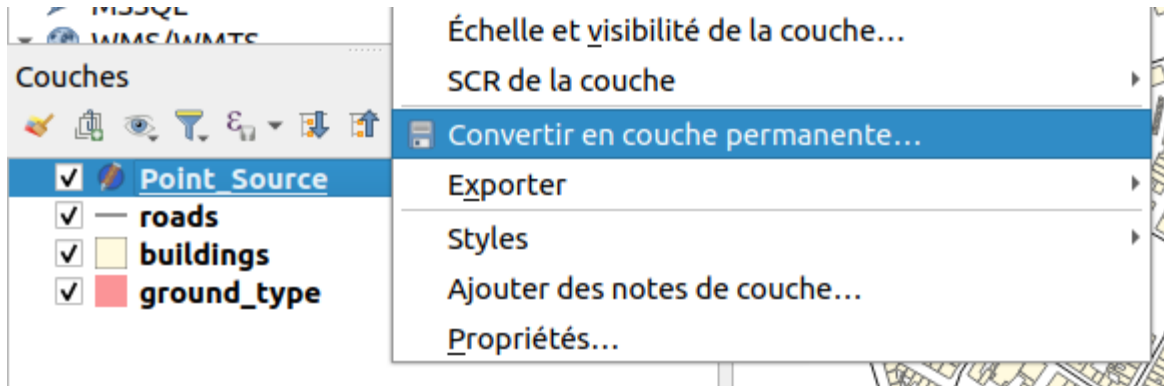 MSSQL
WMS/WMTS
Couches
Point_Source
roads
buildings
ground_type
Échelle et visibilité de la couche…
SCR de la couche
Convertir en couche permanente…
Exporter
Styles
Ajouter des notes de couche…
Propriétés…